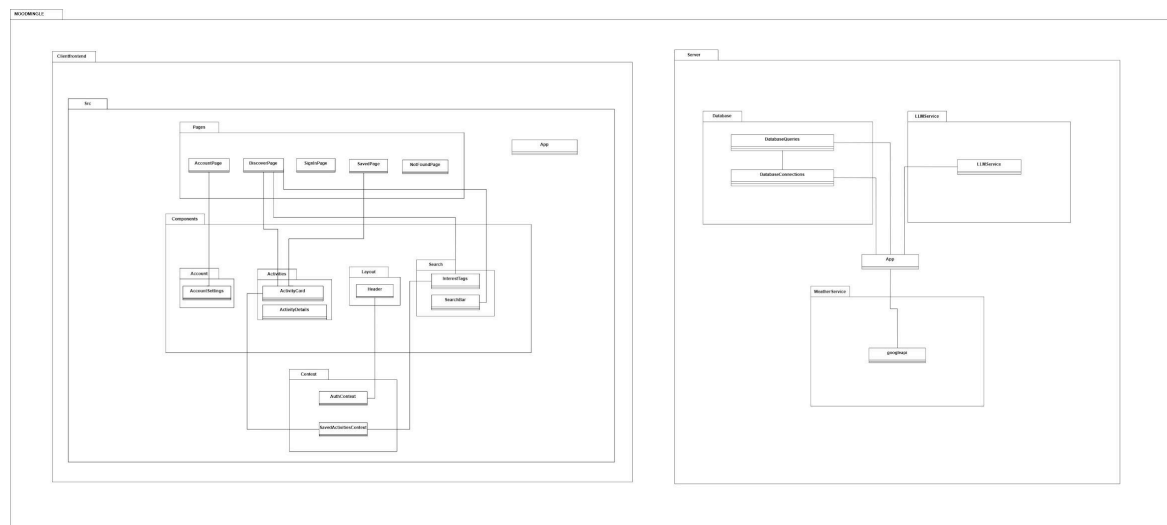 MOODMINGLE
Clientfrontend
Src
Pages
AccountPage
DiscoverPage
SignInPage
SavedPage
NotFoundPage
App
Components
Account
AccountSettings
Activities
ActivityCard
ActivityDetails
Layout
Header
Search
InterestTags
SearchBar
Context
AuthContext
SavedActivitiesContext
Server
Database
DatabaseQueries
DatabaseConnections
LLMService
LLMService
App
WeatherService
googleapi